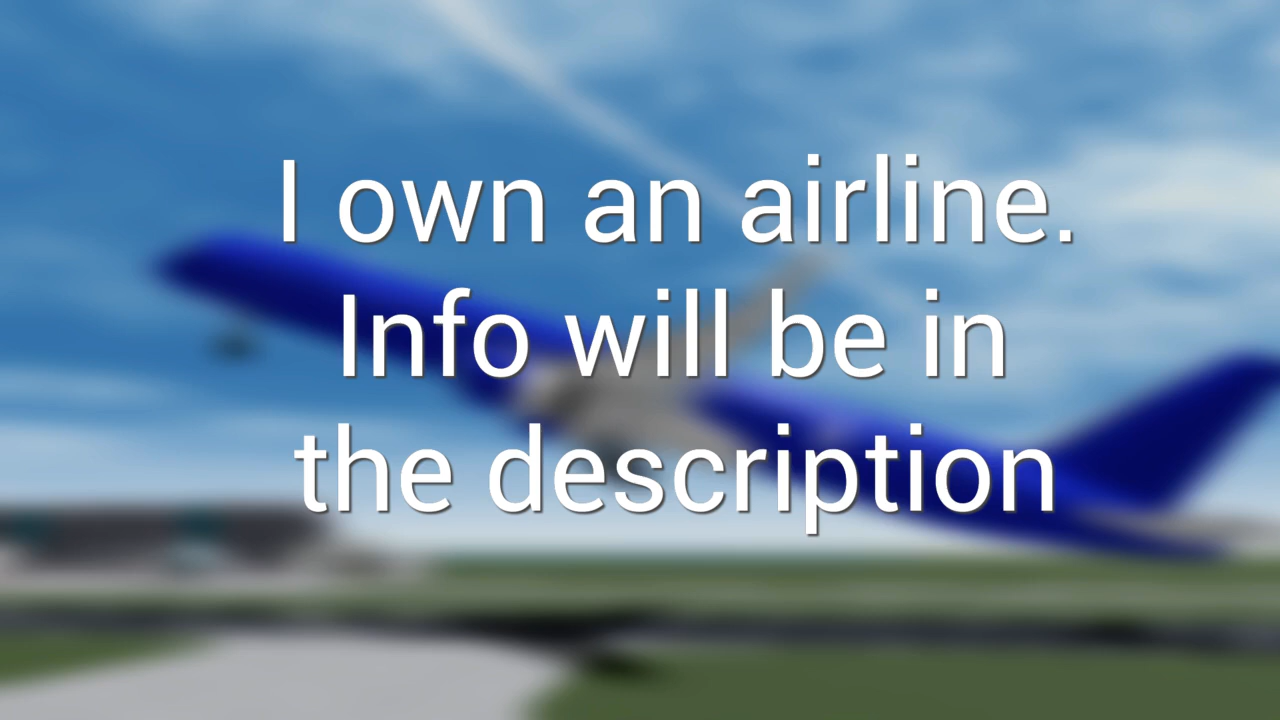 I own an airline.
Info will be in
the description